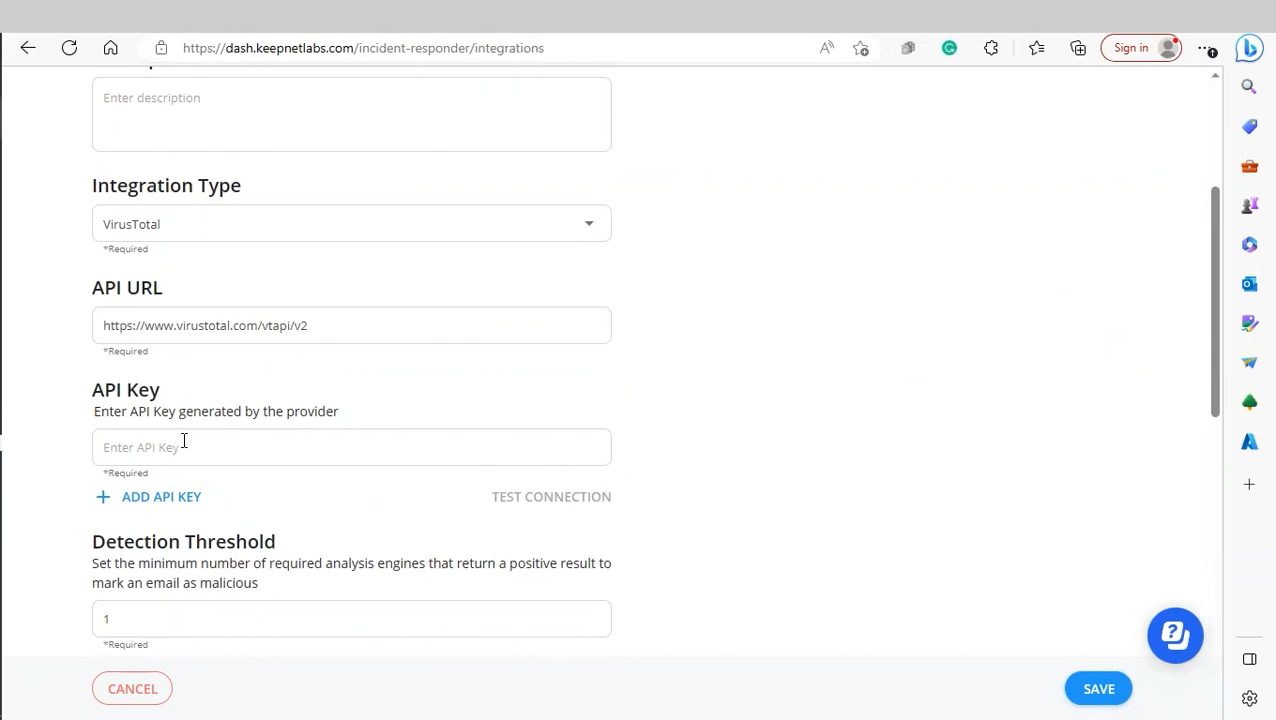 https://dash.keepnetlabs.com/incident-responder/integrations
Sign in
Enter description
Integration Type
VirusTotal
*Required
API URL
https://www.virustotal.com/vtapi/v2
*Required
API Key
Enter API Key generated by the provider
Enter API Key
*Required
+ ADD API KEY
TEST CONNECTION
Detection Threshold
Set the minimum number of required analysis engines that return a positive result to
mark an email as malicious
1
*Required
CANCEL
SAVE